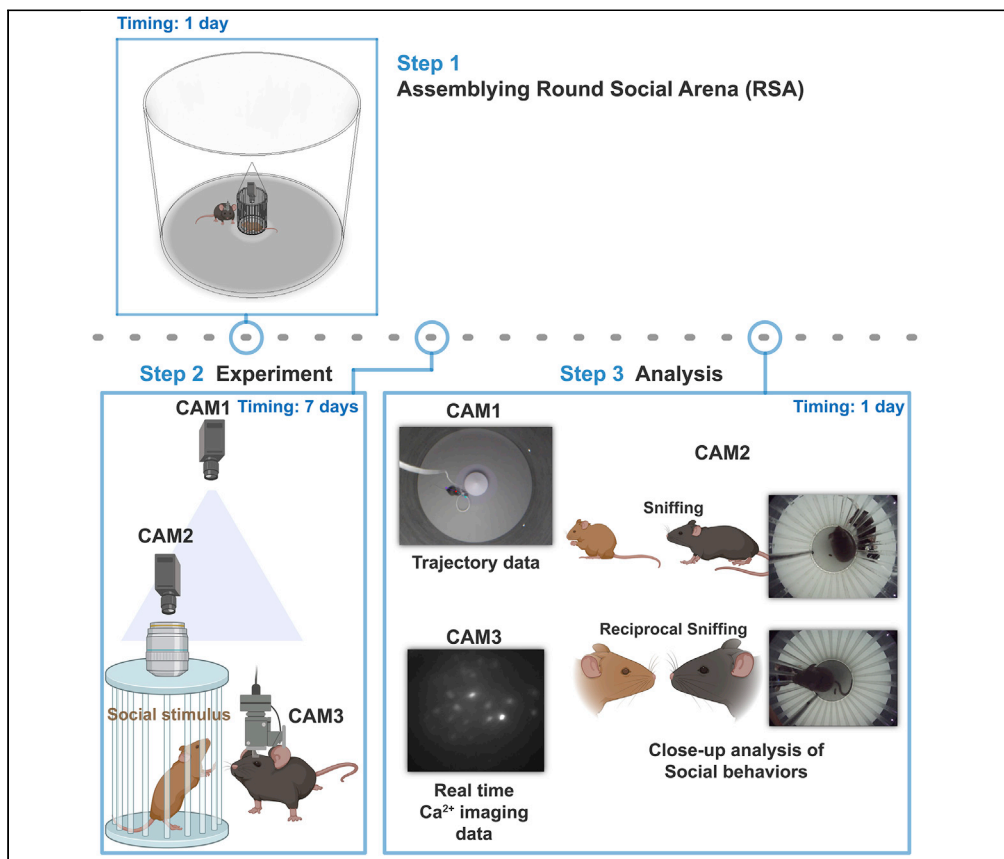 Timing: 1 day
Step 1
Assemblying Round Social Arena (RSA)
Step 2 Experiment
Timing: 7 days
CAM1
CAM2
Social stimulus
CAM3
Step 3 Analysis
Timing: 1 day
CAM1
Trajectory data
CAM2
Sniffing
CAM3
Real time
Ca²⁺ imaging
data
Reciprocal Sniffing
Close-up analysis of
Social behaviors